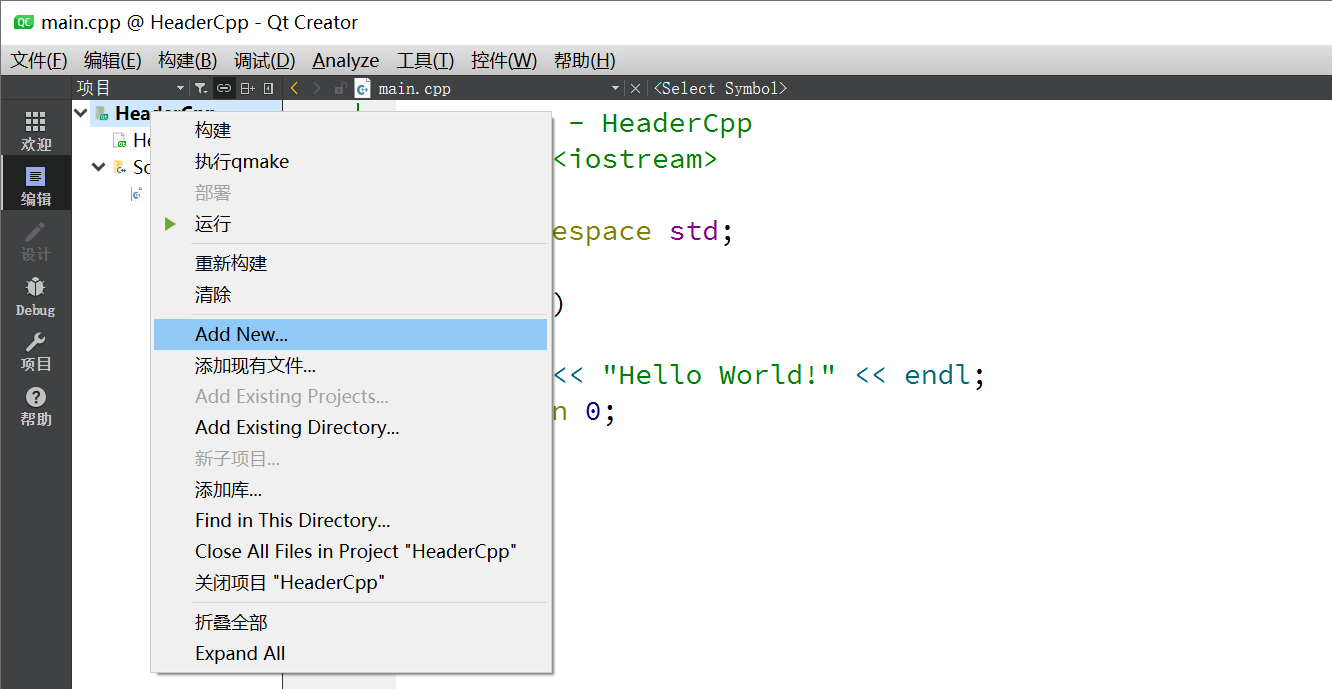 main.cpp @ HeaderCpp - Qt Creator
文件(F) 编辑(E) 构建(B) 调试(D) Analyze 工具(T) 控件(W) 帮助(H)
项目 main.cpp <Select Symbol>
欢迎
编辑
设计
Debug
项目
帮助
HeaderCpp
He
So
构建
执行qmake
部署
运行
重新构建
清除
Add New...
添加现有文件...
Add Existing Projects...
Add Existing Directory...
新子项目...
添加库...
Find in This Directory...
Close All Files in Project "HeaderCpp"
关闭项目 "HeaderCpp"
折叠全部
Expand All
- HeaderCpp
<iostream>
espace std;
)
<< "Hello World!" << endl;
n 0;